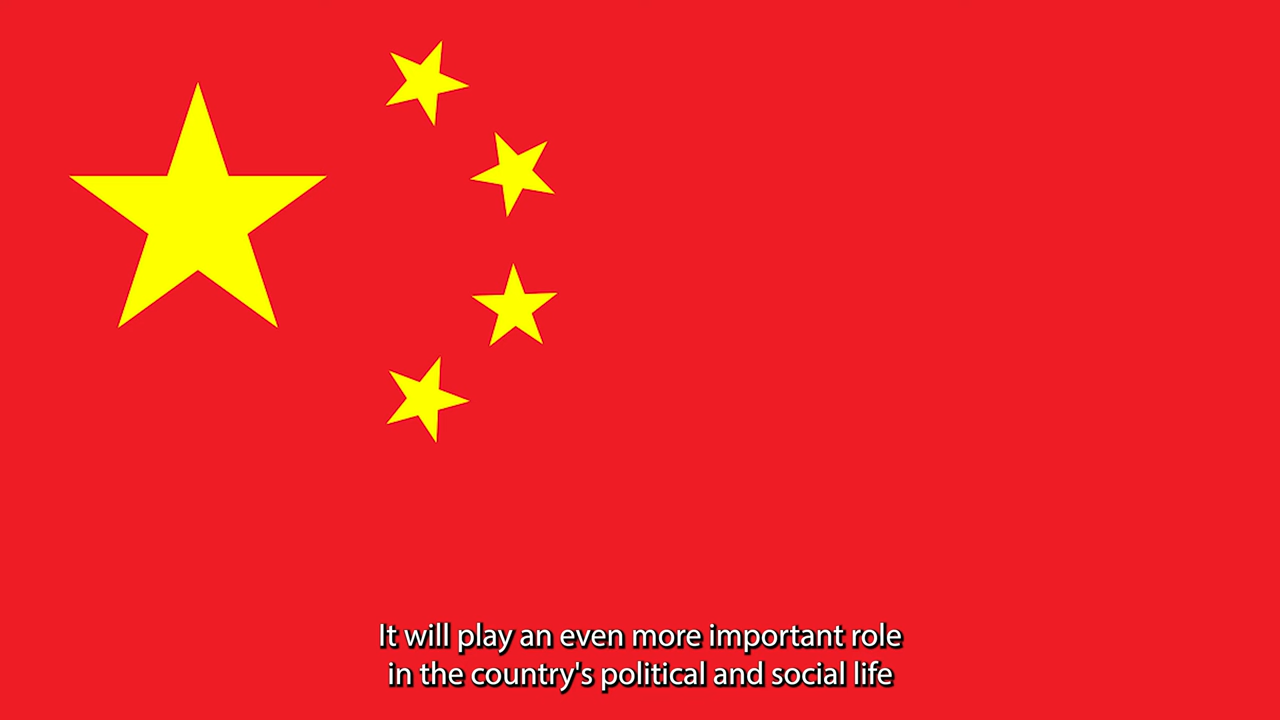 It will play an even more important role
in the country's political and social life